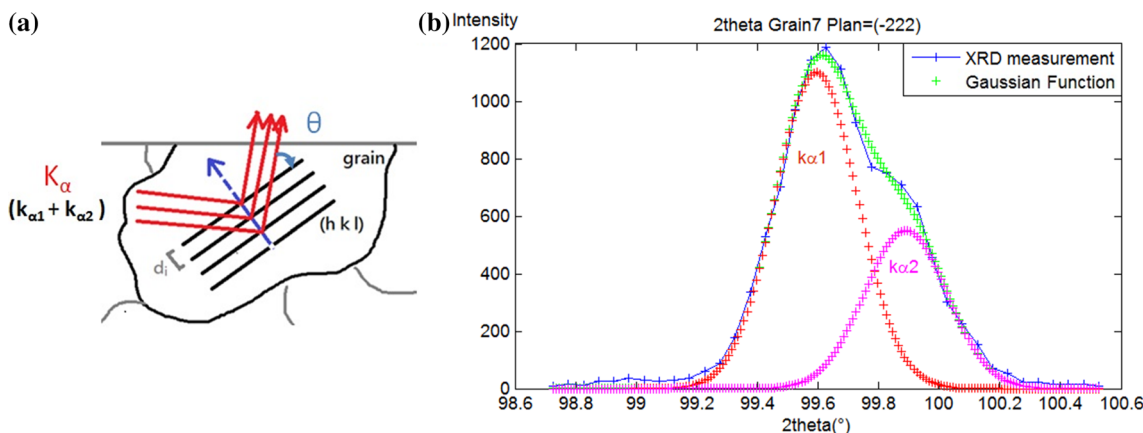 (a)
θ
grain
Kα
(kα1 + kα2)
(h k l)
di
(b)
Intensity
2theta Grain7 Plan=(-222)
1200
1000
800
600
400
200
0
XRD measurement
Gaussian Function
kα1
kα2
98.6 98.8 99 99.2 99.4 99.6 99.8 100 100.2 100.4 100.6
2theta(°)